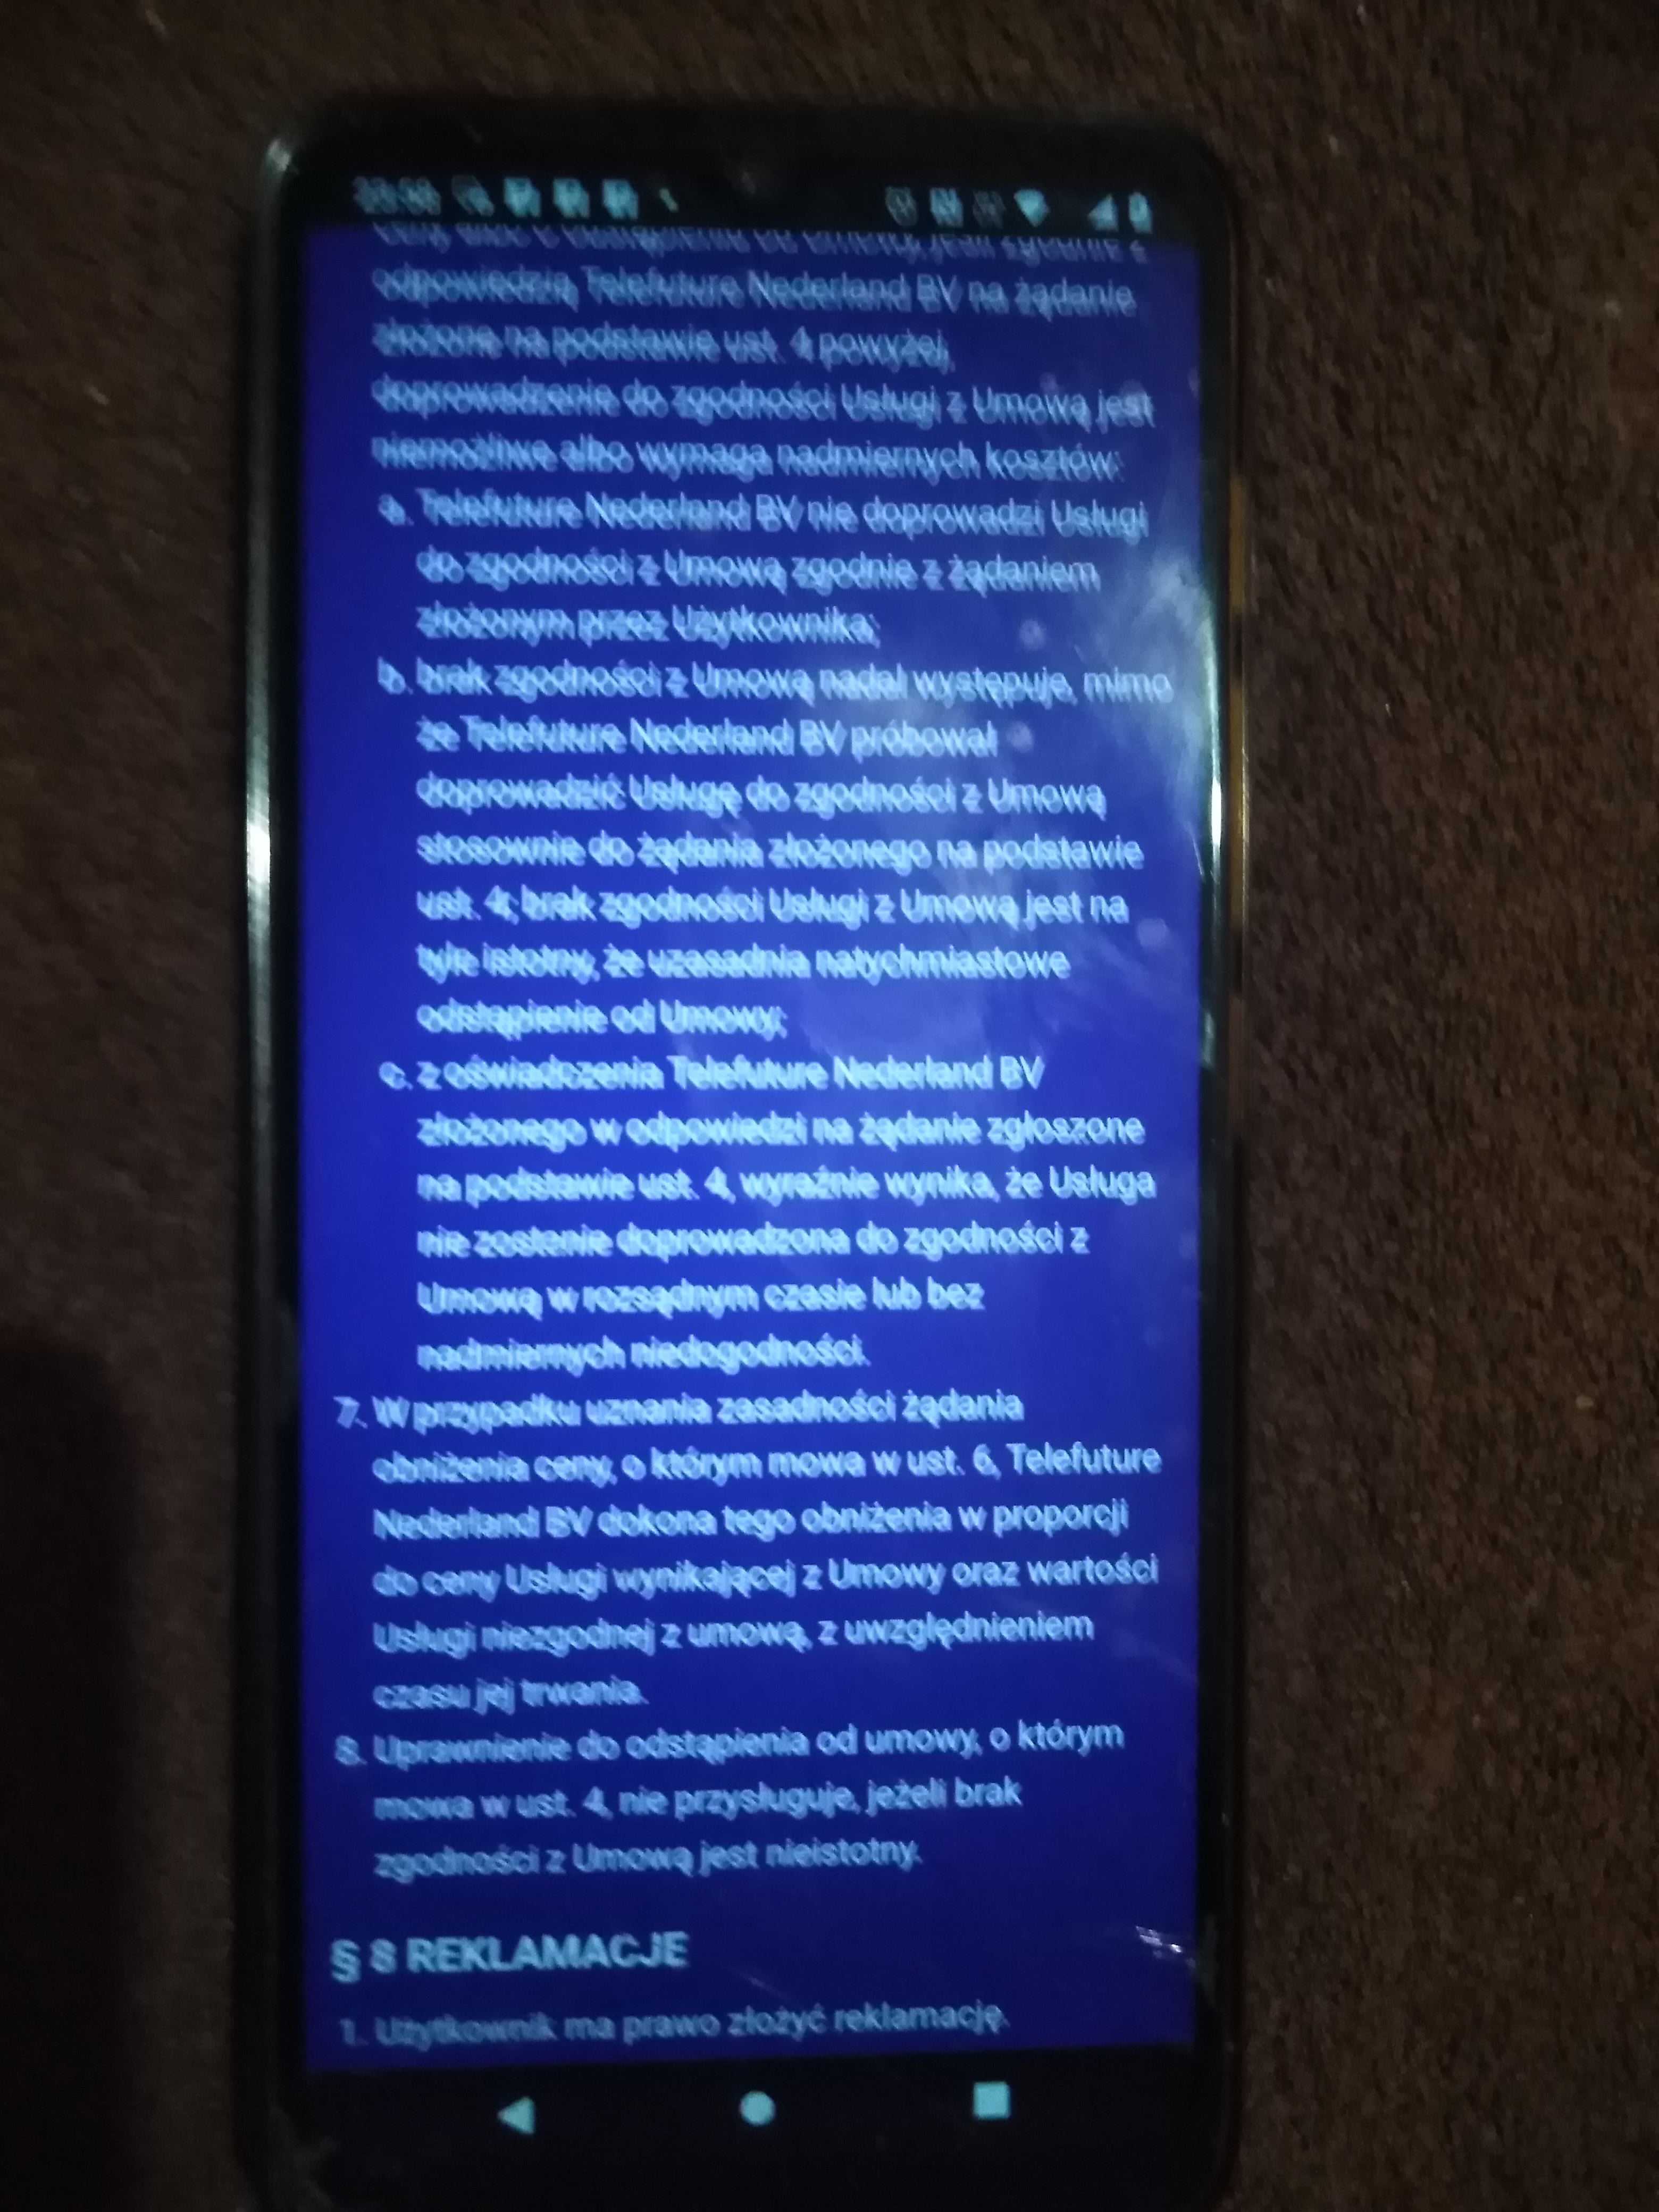 ceny albo o odstąpieniu od Umowy, jeśli zgodnie z
odpowiedzią Telefuture Nederland BV na żądanie
złożone na podstawie ust. 4 powyżej,
doprowadzenie do zgodności Usługi z Umową jest
niemożliwe albo wymaga nadmiernych kosztów:
a. Telefuture Nederland BV nie doprowadzi Usługi
do zgodności z Umową zgodnie z żądaniem
złożonym przez Użytkownika;
b. brak zgodności z Umową nadal występuje, mimo
że Telefuture Nederland BV próbował
doprowadzić Usługę do zgodności z Umową
stosownie do żądania złożonego na podstawie
ust. 4; brak zgodności Usługi z Umową jest na
tyle istotny, że uzasadnia natychmiastowe
odstąpienie od Umowy;
c. z oświadczenia Telefuture Nederland BV
złożonego w odpowiedzi na żądanie zgłoszone
na podstawie ust. 4, wyraźnie wynika, że Usługa
nie zostenie doprowadzona do zgodności z
Umową w rozsądnym czasie lub bez
nadmiernych niedogodności.
7. W przypadku uznania zasadności żądania
obniżenia ceny, o którym mowa w ust. 6, Telefuture
Nederland BV dokona tego obniżenia w proporcji
do ceny Usługi wynikającej z Umowy oraz wartości
Usługi niezgodnej z umową, z uwzględnieniem
czasu jej trwania.
8. Uprawnienie do odstąpienia od umowy, o którym
mowa w ust. 4, nie przysługuje, jeżeli brak
zgodności z Umową jest nieistotny.
§ 8 REKLAMACJE
1. Użytkownik ma prawo złożyć reklamację.